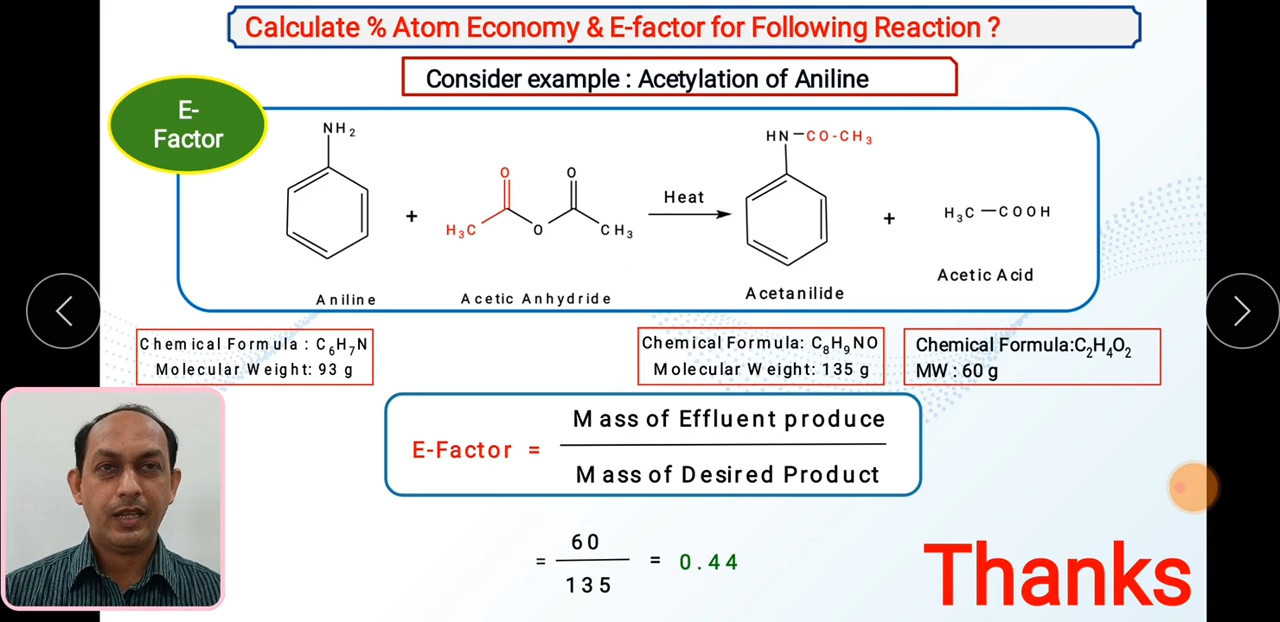 Calculate % Atom Economy & E-factor for Following Reaction ?
Consider example : Acetylation of Aniline
E-
Factor
NH2
+
O
O
H3C
O
CH3
Heat
HN-CO-CH3
+
H3C-COOH
Aniline
Acetic Anhydride
Acetanilide
Acetic Acid
Chemical Formula : C6H7N
Molecular Weight: 93 g
Chemical Formula: C8H9NO
Molecular Weight: 135 g
Chemical Formula:C2H4O2
MW : 60 g
E-Factor =
Mass of Effluent produce
Mass of Desired Product
=
60
135
= 0.44
Thanks